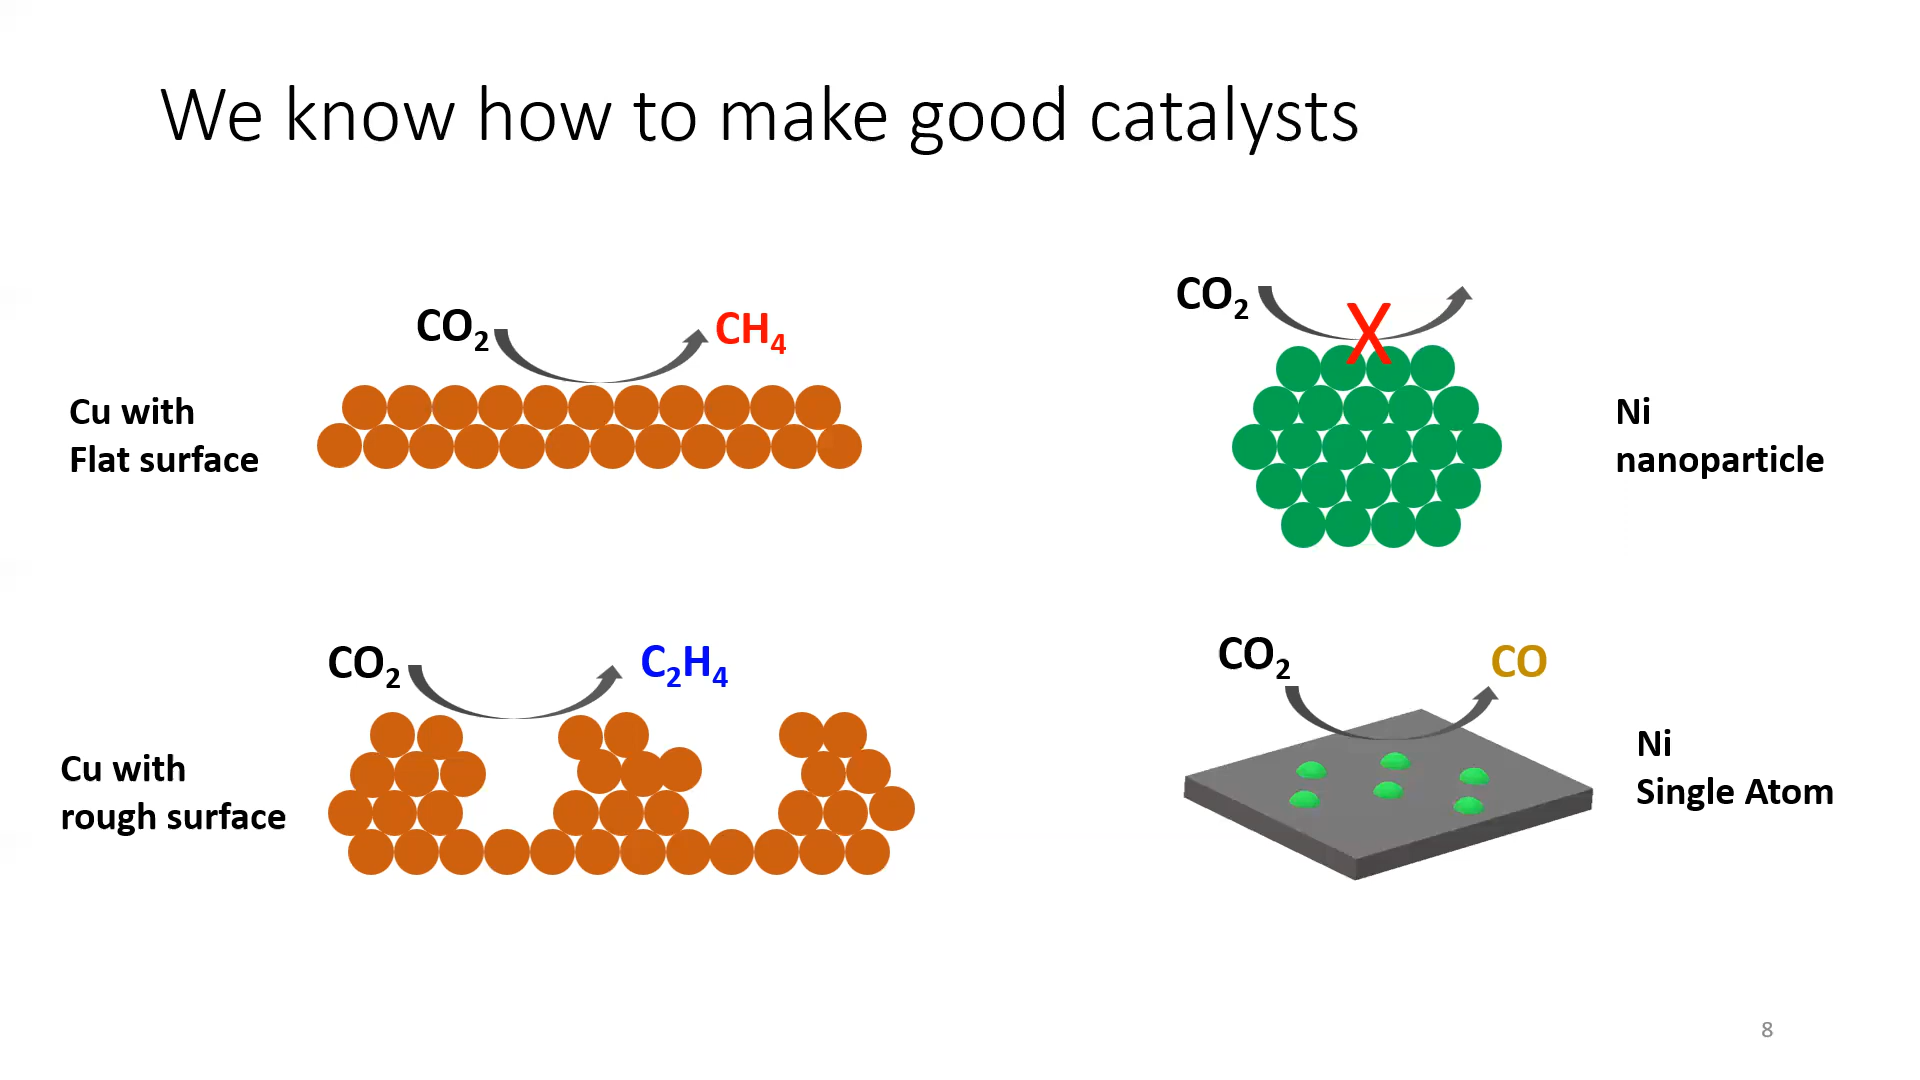 We know how to make good catalysts
CO₂
CH₄
Cu with
Flat surface
CO₂
X
Ni
nanoparticle
CO₂
C₂H₄
Cu with
rough surface
CO₂
CO
Ni
Single Atom
8